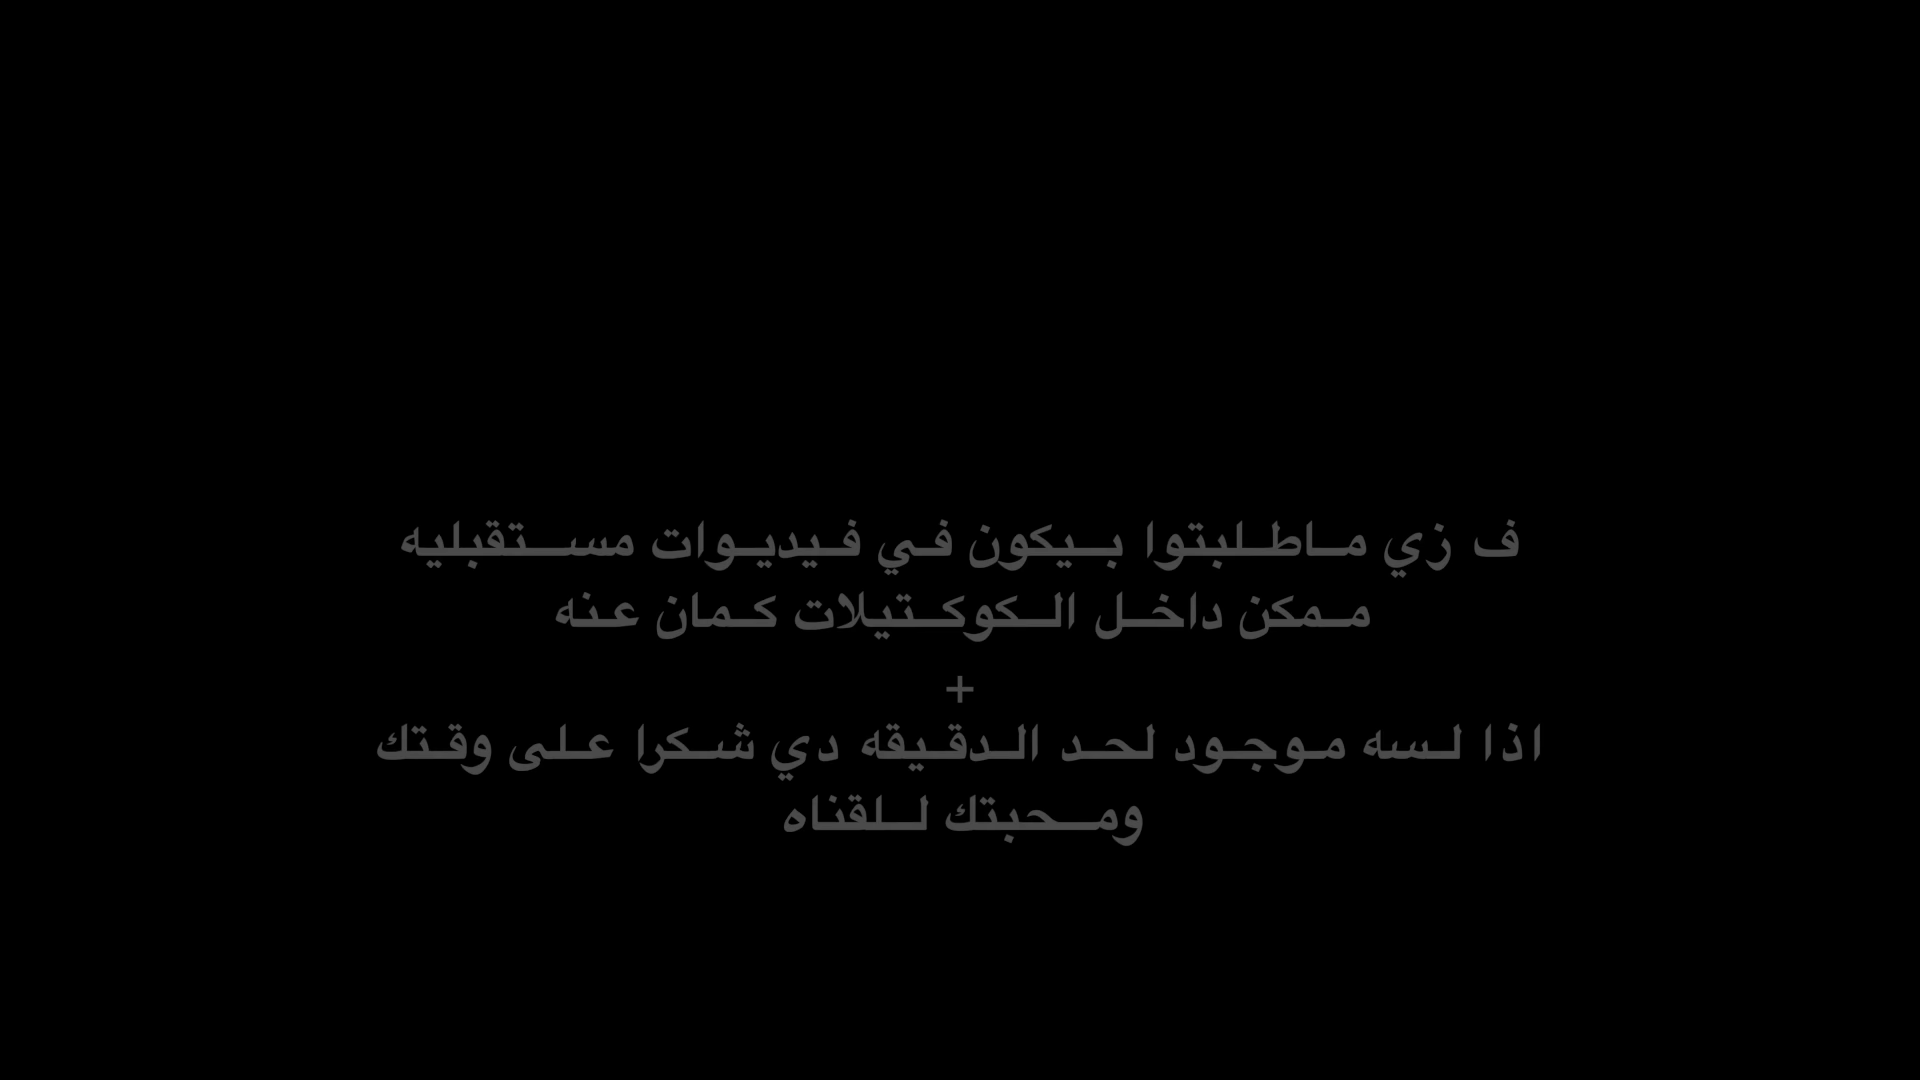 ف زي ماطلبتوا بيكون في فيديوات مستقبليه
ممكن داخل الكوكتيلات كمان عنه
+
اذا لسه موجود لحد الدقيقه دي شكرا على وقتك
ومحبتك للقناه